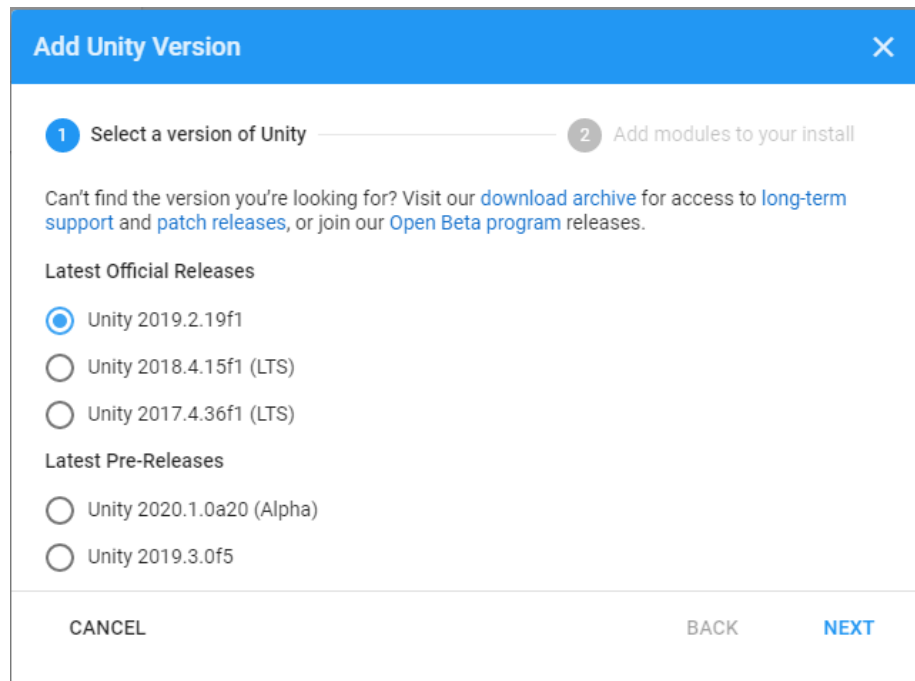 Add Unity Version
1 Select a version of Unity 2 Add modules to your install
Can't find the version you're looking for? Visit our download archive for access to long-term
support and patch releases, or join our Open Beta program releases.
Latest Official Releases
Unity 2019.2.19f1
Unity 2018.4.15f1 (LTS)
Unity 2017.4.36f1 (LTS)
Latest Pre-Releases
Unity 2020.1.0a20 (Alpha)
Unity 2019.3.0f5
CANCEL BACK NEXT